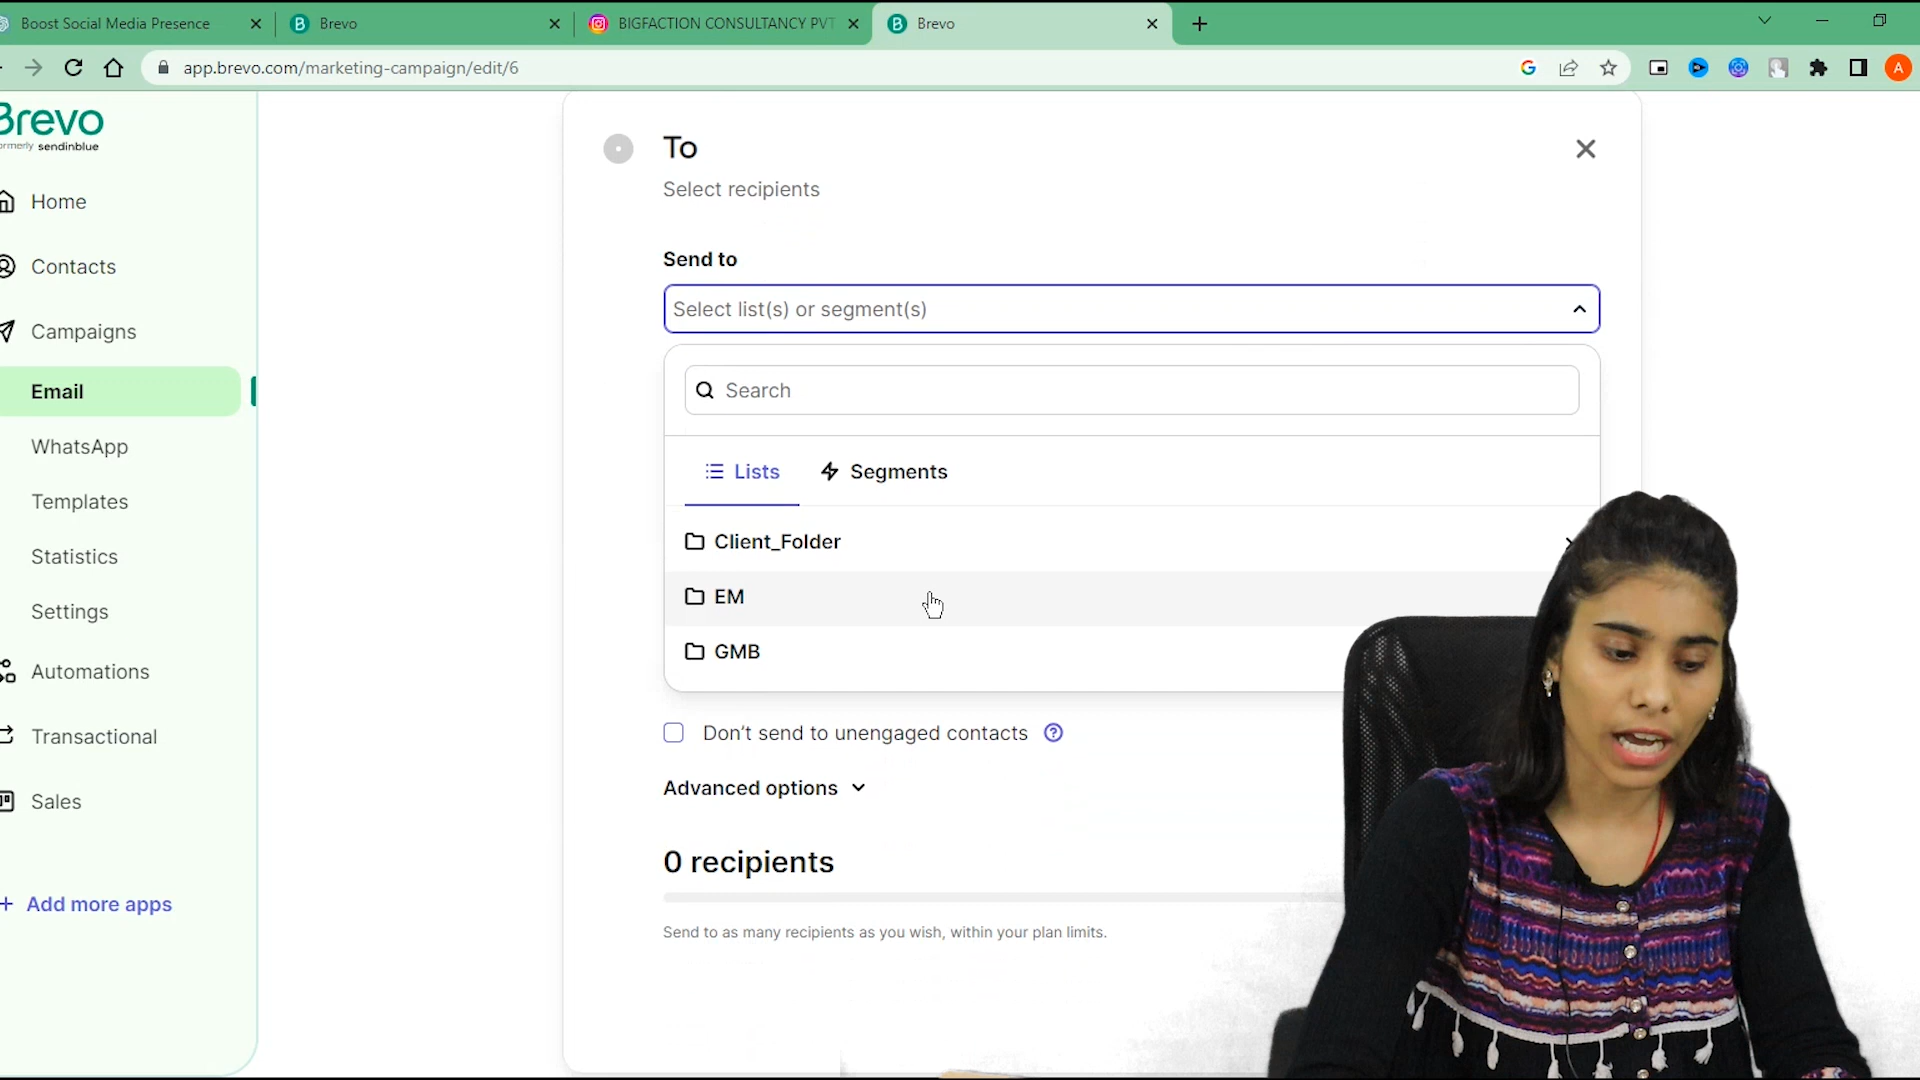 Boost Social Media Presence
Brevo
BIGFACTION CONSULTANCY PVT
Brevo
app.brevo.com/marketing-campaign/edit/6
A
Brevo
formerly sendinblue
Home
Contacts
Campaigns
Email
WhatsApp
Templates
Statistics
Settings
Automations
Transactional
Sales
+ Add more apps
To
Select recipients
Send to
Select list(s) or segment(s)
Search
Lists
Segments
Client_Folder
EM
GMB
Don't send to unengaged contacts
Advanced options
0 recipients
Send to as many recipients as you wish, within your plan limits.